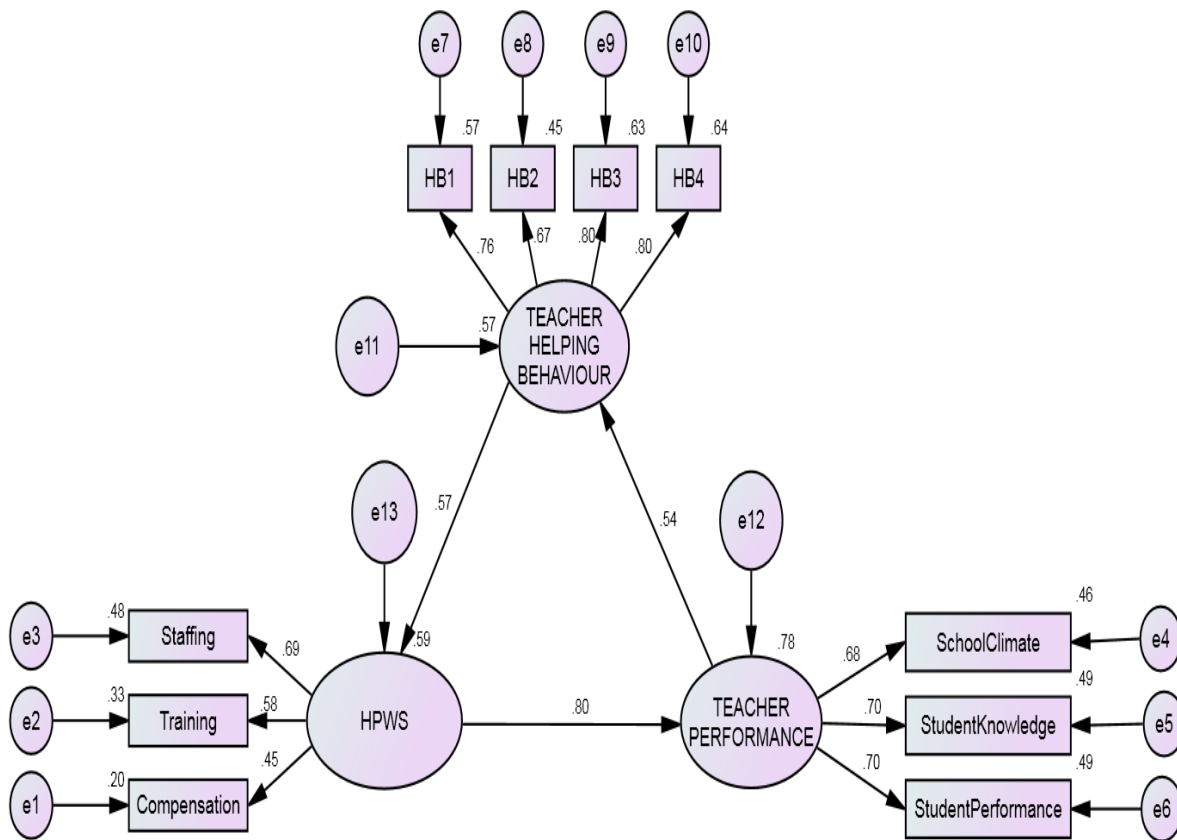 e7
e8
e9
e10
.57
.45
.63
.64
HB1
HB2
HB3
HB4
.76
.67
.80
.80
e11
.57
TEACHER
HELPING
BEHAVIOUR
e13
.57
.54
e12
e3
.48
Staffing
.69
.59
.78
.46
SchoolClimate
e4
.68
e2
.33
Training
.58
HPWS
.80
TEACHER
PERFORMANCE
.70
.49
StudentKnowledge
e5
e1
.20
Compensation
.45
.70
.49
StudentPerformance
e6